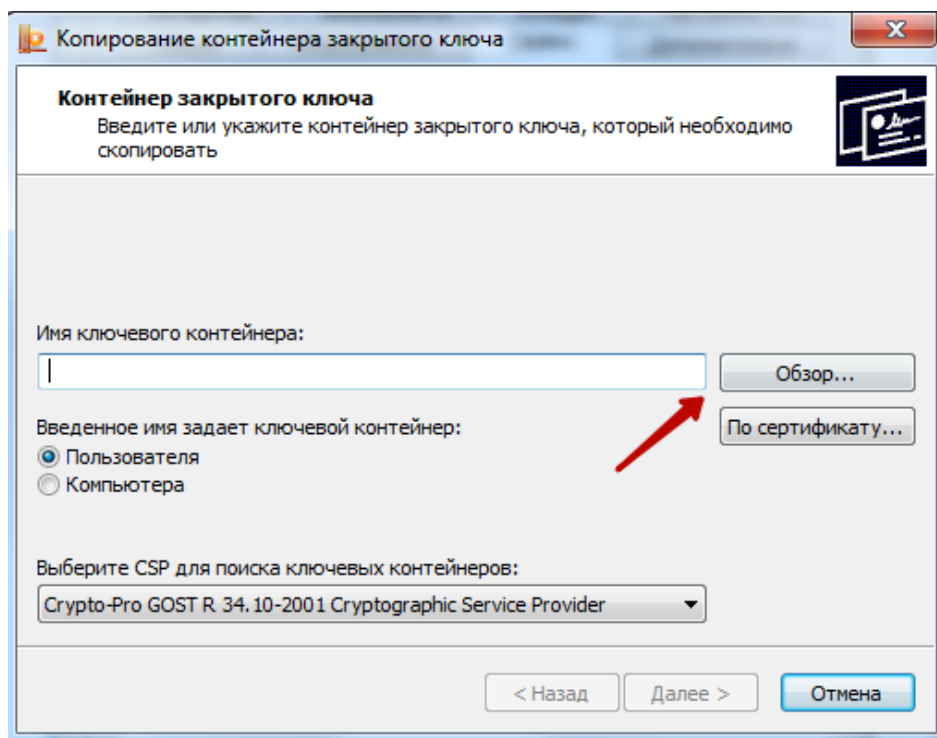 Копирование контейнера закрытого ключа
Контейнер закрытого ключа
Введите или укажите контейнер закрытого ключа, который необходимо
скопировать
Имя ключевого контейнера:
Обзор...
Введенное имя задает ключевой контейнер:
По сертификату...
Пользователя
Компьютера
Выберите CSP для поиска ключевых контейнеров:
Crypto-Pro GOST R 34.10-2001 Cryptographic Service Provider
< Назад
Далее >
Отмена